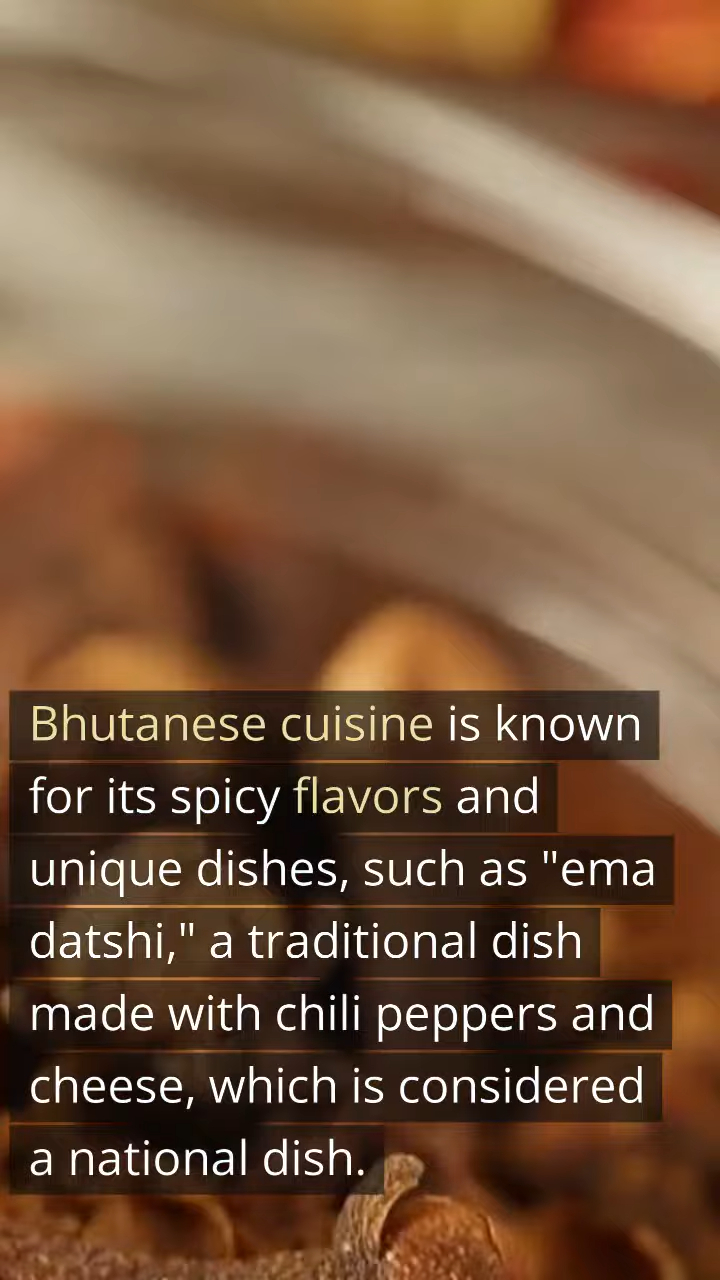 Bhutanese cuisine is known
for its spicy flavors and
unique dishes, such as "ema
datshi," a traditional dish
made with chili peppers and
cheese, which is considered
a national dish.